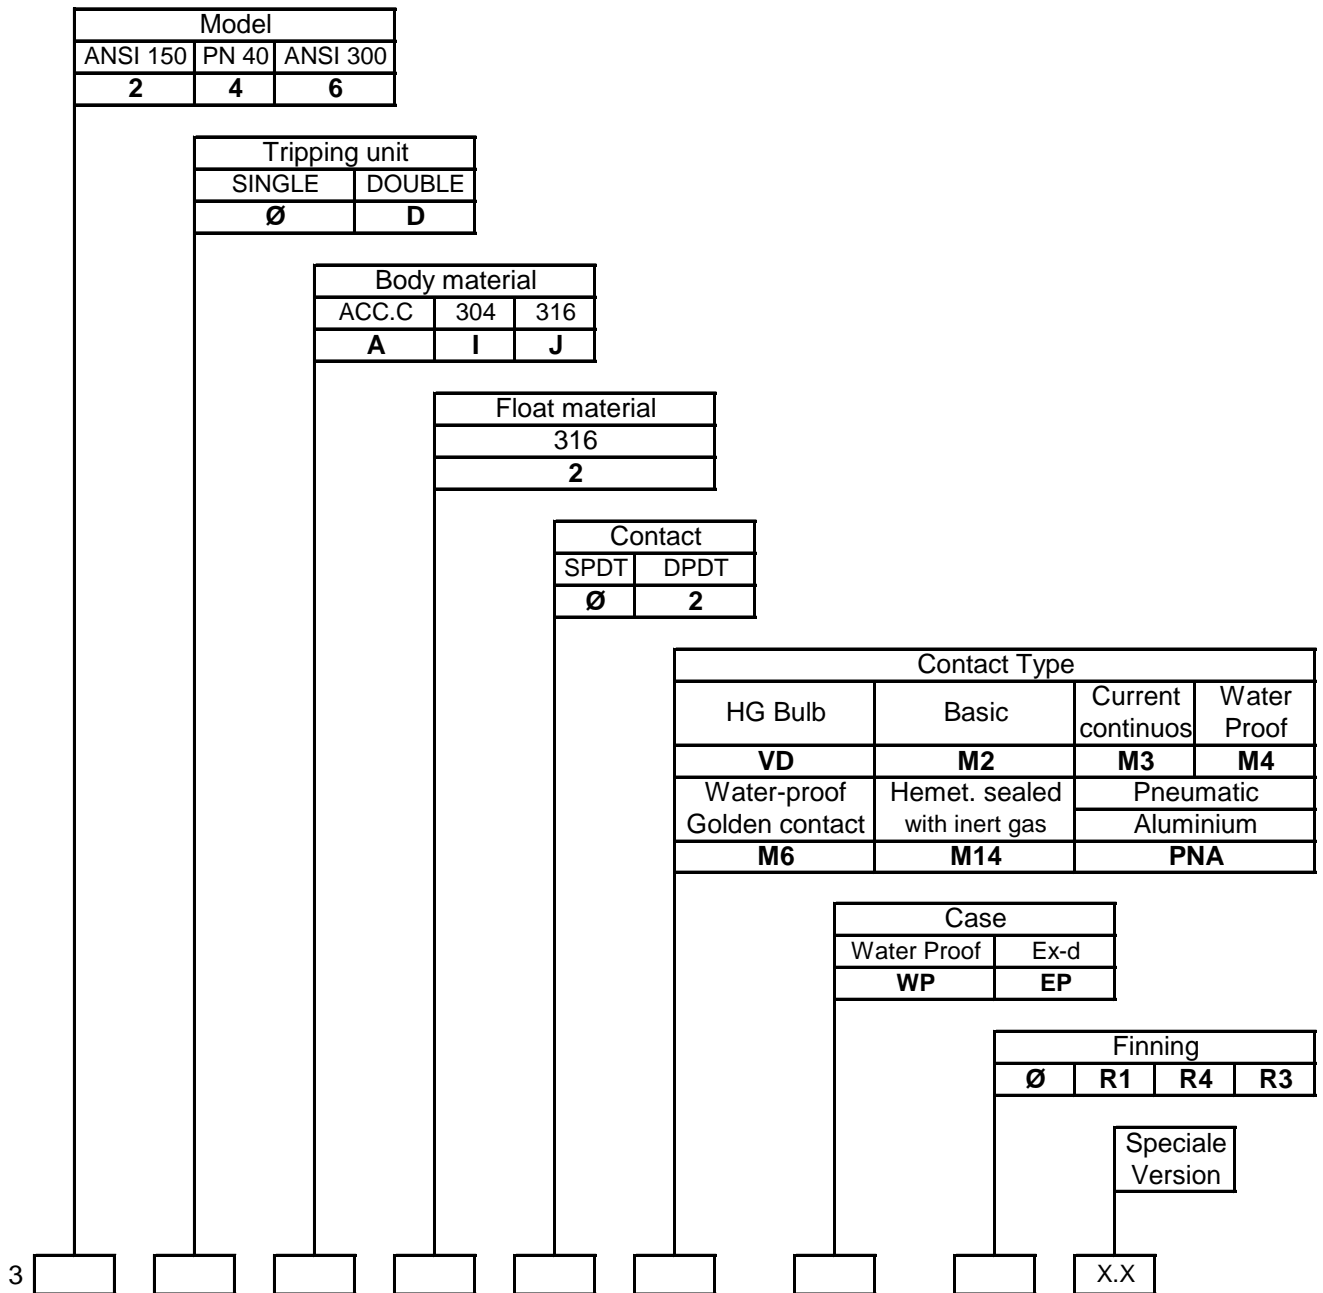 Model
ANSI 150 PN 40 ANSI 300
2 4 6
Tripping unit
SINGLE DOUBLE
Ø D
Body material
ACC.C 304 316
A I J
Float material
316
2
Contact
SPDT DPDT
Ø 2
Contact Type
HG Bulb Basic Current continuos Water Proof
VD M2 M3 M4
Water-proof Golden contact Hemet. sealed with inert gas Pneumatic Aluminium
M6 M14 PNA
Case
Water Proof Ex-d
WP EP
Finning
Ø R1 R4 R3
Speciale
Version
3 X.X